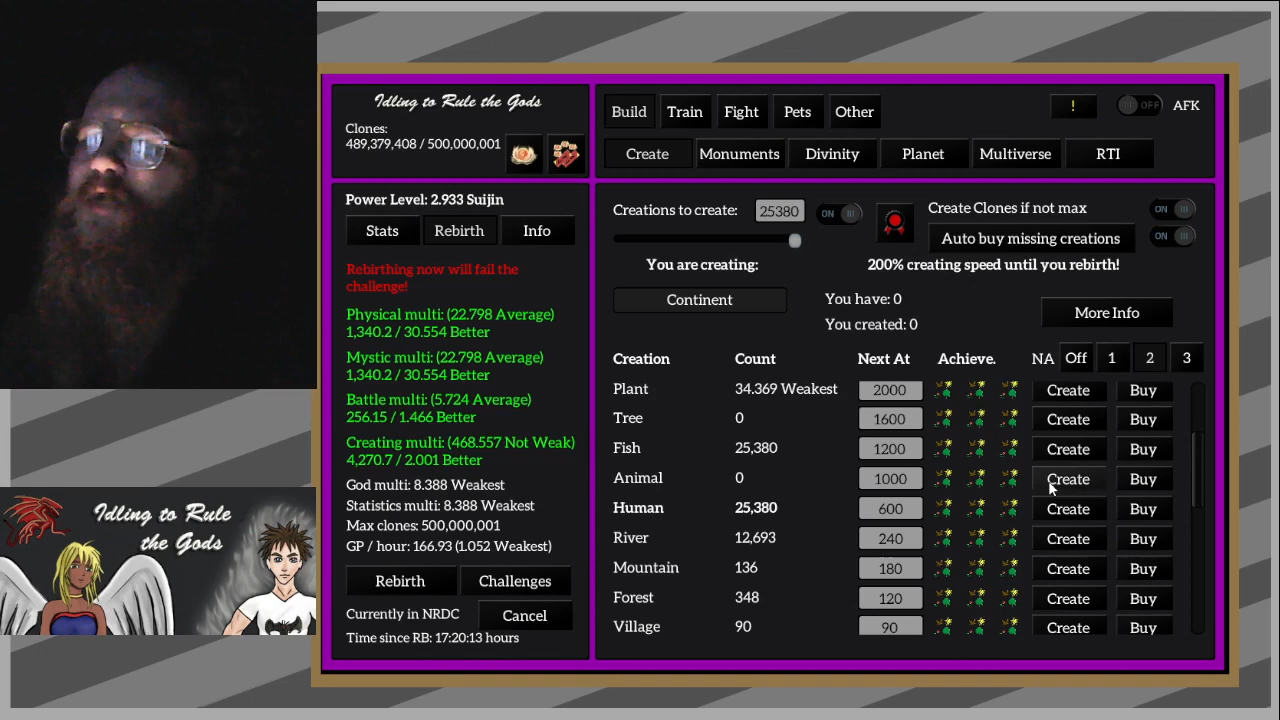 Idling to Rule the Gods
Clones:
489,379,408 / 500,000,001
Build Train Fight Pets Other
! OFF AFK
Create Monuments Divinity Planet Multiverse RTI
Power Level: 2.933 Suijin
Stats Rebirth Info
Rebirthing now will fail the
challenge!
Physical multi: (22.798 Average)
1,340.2 / 30.554 Better
Mystic multi: (22.798 Average)
1,340.2 / 30.554 Better
Battle multi: (5.724 Average)
256.15 / 1.466 Better
Creating multi: (468.557 Not Weak)
4,270.7 / 2.001 Better
God multi: 8.388 Weakest
Statistics multi: 8.388 Weakest
Max clones: 500,000,001
GP / hour: 166.93 (1.052 Weakest)
Rebirth Challenges
Currently in NRDC Cancel
Time since RB: 17:20:13 hours
Creations to create: 25380 ON
Create Clones if not max ON
Auto buy missing creations ON
You are creating:
200% creating speed until you rebirth!
Continent
You have: 0
You created: 0
More Info
Creation Count Next At Achieve. NA Off 1 2 3
Plant 34.369 Weakest 2000 Create Buy
Tree 0 1600 Create Buy
Fish 25,380 1200 Create Buy
Animal 0 1000 Create Buy
Human 25,380 600 Create Buy
River 12,693 240 Create Buy
Mountain 136 180 Create Buy
Forest 348 120 Create Buy
Village 90 90 Create Buy
Idling to Rule
the Gods